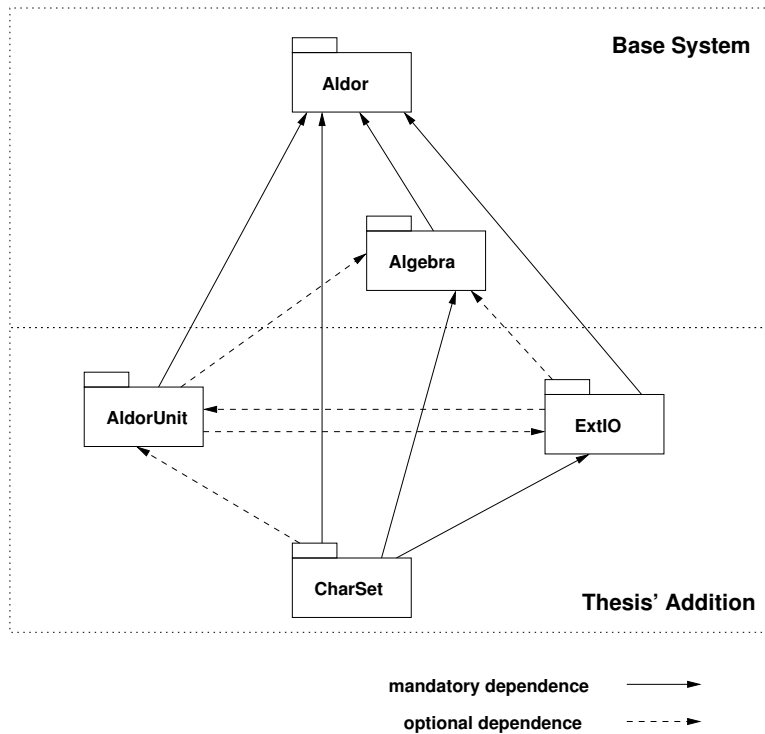 Base System
Aldor
Algebra
AldorUnit
ExtIO
CharSet
Thesis' Addition
mandatory dependence
optional dependence